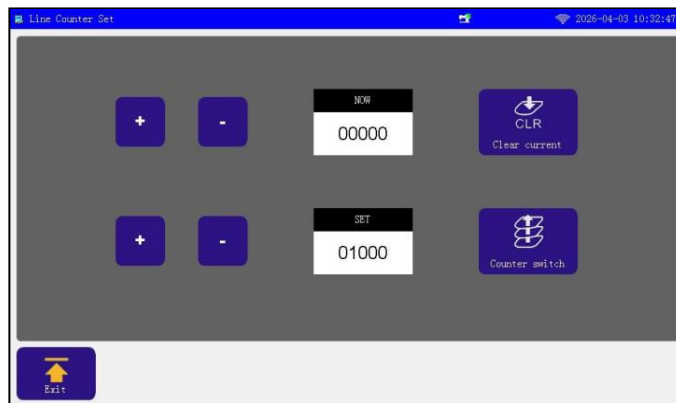 Line Counter Set
2026-04-03 10:32:47
+
-
NOW
00000
CLR
Clear current
+
-
SET
01000
Counter switch
Exit